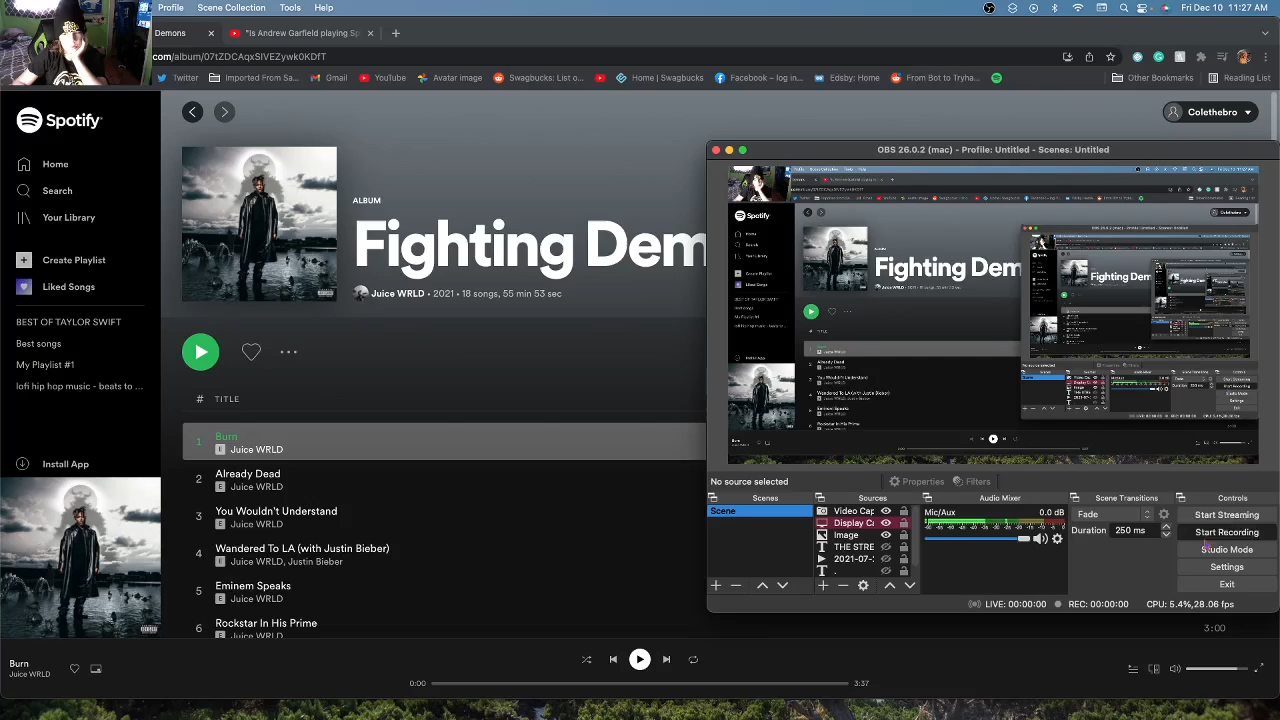 Profile Scene Collection Tools Help
Fri Dec 10 11:27 AM
Demons
"Is Andrew Garfield playing Sp
com/album/07tZDCAqxSIVEZywk0KDfT
Twitter
Imported From Sa...
Gmail
YouTube
Avatar image
Swagbucks: List o...
Home | Swagbucks
Facebook – log in...
Edsby: Home
From Bot to Tryha...
Other Bookmarks
Reading List
Spotify
Colethebro
Home
Search
Your Library
Create Playlist
Liked Songs
BEST OF TAYLOR SWIFT
Best songs
My Playlist #1
lofi hip hop music - beats to ...
Install App
ALBUM
Fighting Dem
Juice WRLD • 2021 • 18 songs, 55 min 53 sec
# TITLE
1 Burn
E Juice WRLD
2 Already Dead
E Juice WRLD
3 You Wouldn't Understand
E Juice WRLD
4 Wandered To LA (with Justin Bieber)
E Juice WRLD, Justin Bieber
5 Eminem Speaks
E Juice WRLD
6 Rockstar In His Prime
E Juice WRLD
3:00
OBS 26.0.2 (mac) - Profile: Untitled - Scenes: Untitled
Spotify
Colethebro
Fighting Dem
No source selected
Properties
Filters
Scenes
Sources
Audio Mixer
Scene Transitions
Controls
Scene
Video Cap
Display Ca
Image
THE STRE
2021-07-
Mic/Aux 0.0 dB
Fade
Duration 250 ms
Start Streaming
Start Recording
Studio Mode
Settings
Exit
LIVE: 00:00:00 REC: 00:00:00 CPU: 5.4%,28.06 fps
Burn
Juice WRLD
0:00
3:37